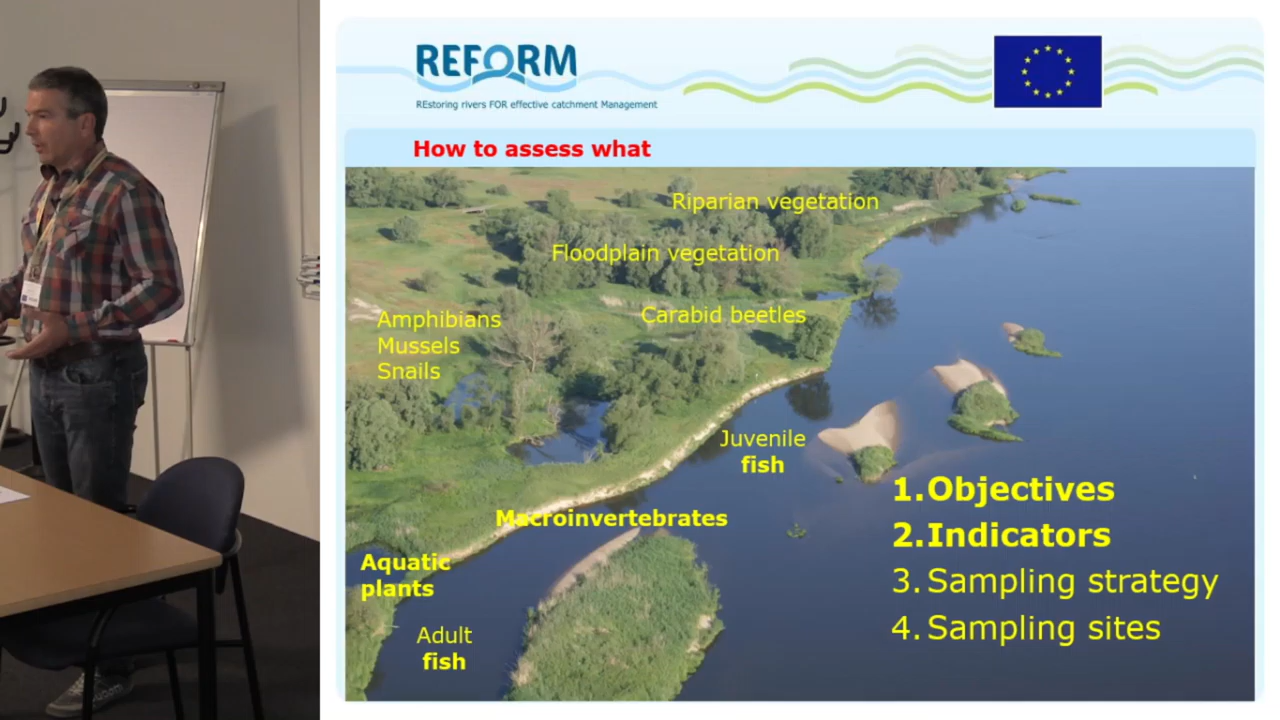 REFORM
REstoring rivers FOR effective catchment Management
How to assess what
Riparian vegetation
Floodplain vegetation
Amphibians
Mussels
Snails
Carabid beetles
Juvenile
fish
Macroinvertebrates
Aquatic
plants
Adult
fish
1. Objectives
2. Indicators
3. Sampling strategy
4. Sampling sites